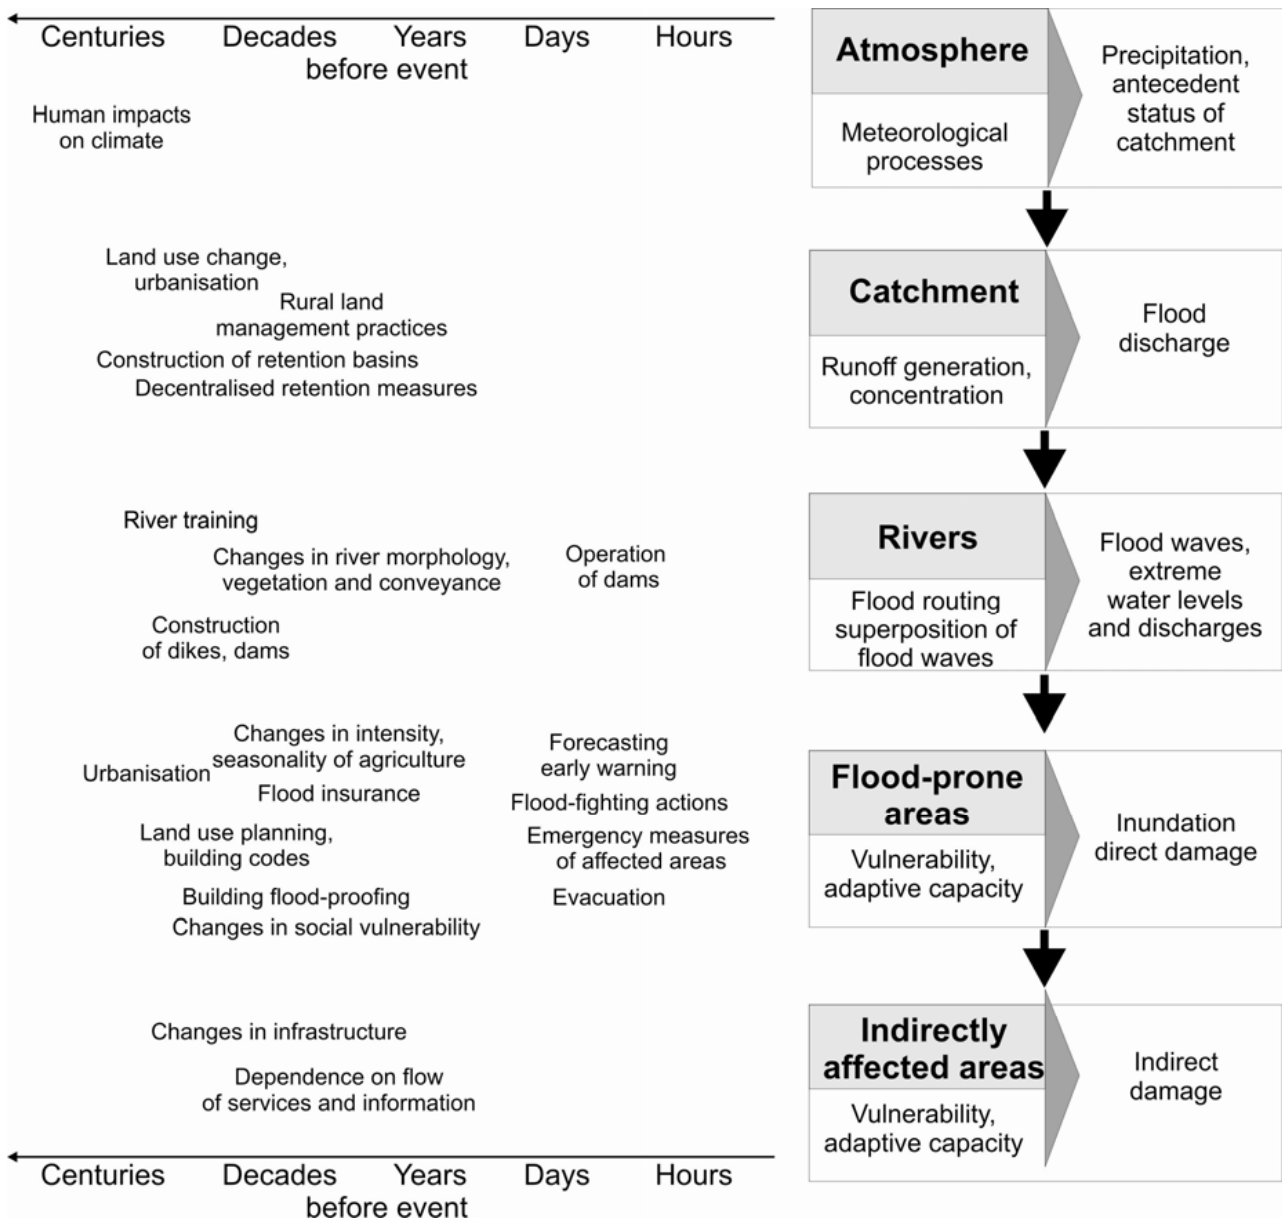 Centuries Decades Years Days Hours
before event
Human impacts
on climate
Land use change,
urbanisation
Rural land
management practices
Construction of retention basins
Decentralised retention measures
River training
Changes in river morphology,
vegetation and conveyance
Operation
of dams
Construction
of dikes, dams
Changes in intensity,
seasonality of agriculture
Forecasting
early warning
Urbanisation
Flood insurance
Flood-fighting actions
Land use planning,
building codes
Emergency measures
of affected areas
Building flood-proofing
Evacuation
Changes in social vulnerability
Changes in infrastructure
Dependence on flow
of services and information
Centuries Decades Years Days Hours
before event
Atmosphere
Meteorological
processes
Precipitation,
antecedent
status of
catchment
Catchment
Runoff generation,
concentration
Flood
discharge
Rivers
Flood routing
superposition of
flood waves
Flood waves,
extreme
water levels
and discharges
Flood-prone
areas
Vulnerability,
adaptive capacity
Inundation
direct damage
Indirectly
affected areas
Vulnerability,
adaptive capacity
Indirect
damage